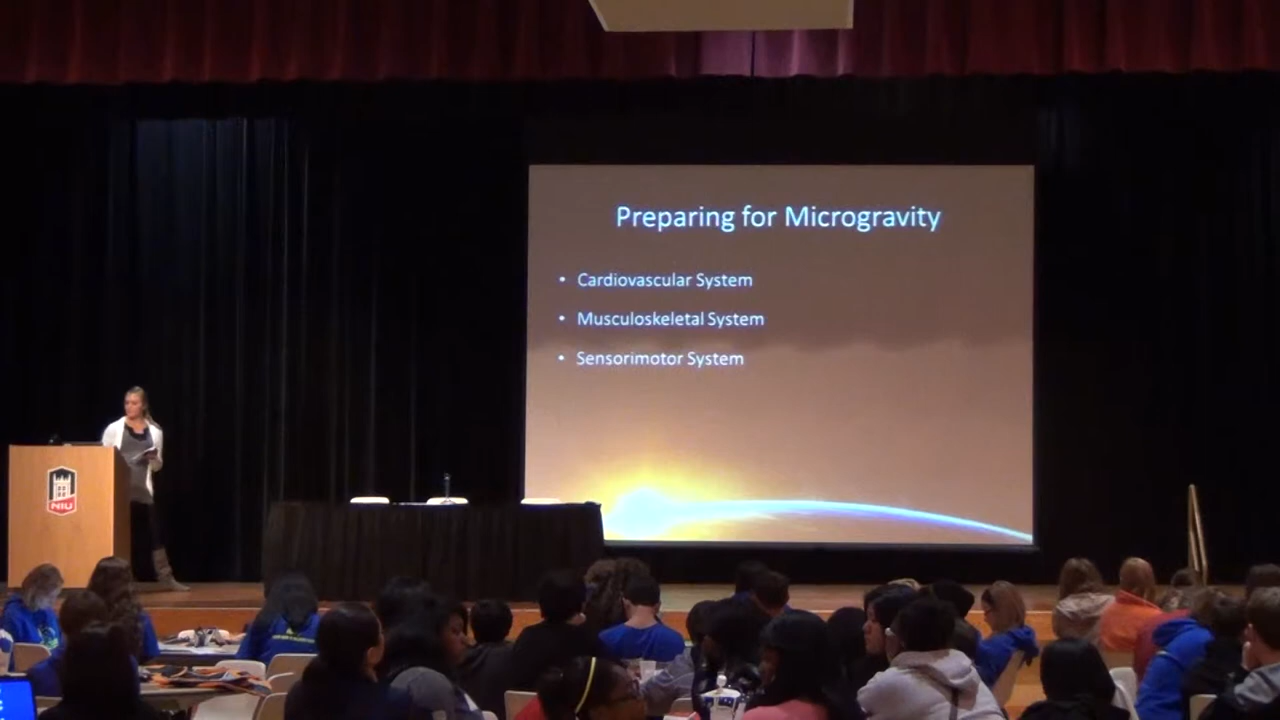 Preparing for Microgravity
• Cardiovascular System
• Musculoskeletal System
• Sensorimotor System
NIU